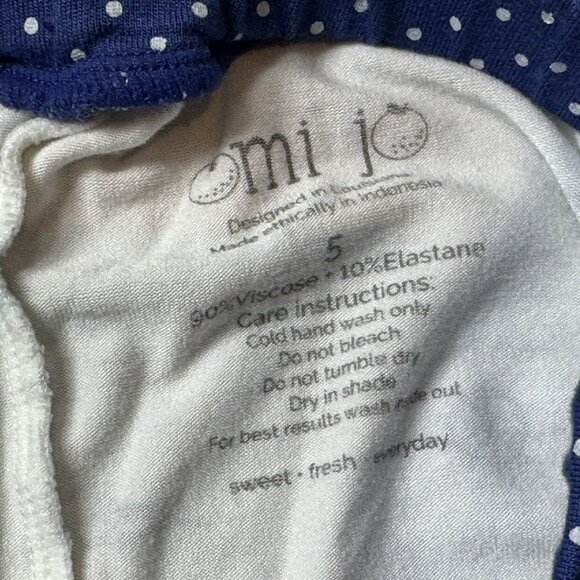 omi jo
Designed in
Made ethically in Indonesia
5
90% Viscose • 10% Elastane
Care instructions:
Cold hand wash only
Do not bleach
Do not tumble dry
Dry in shade
For best results wash out
sweet • fresh • everyday